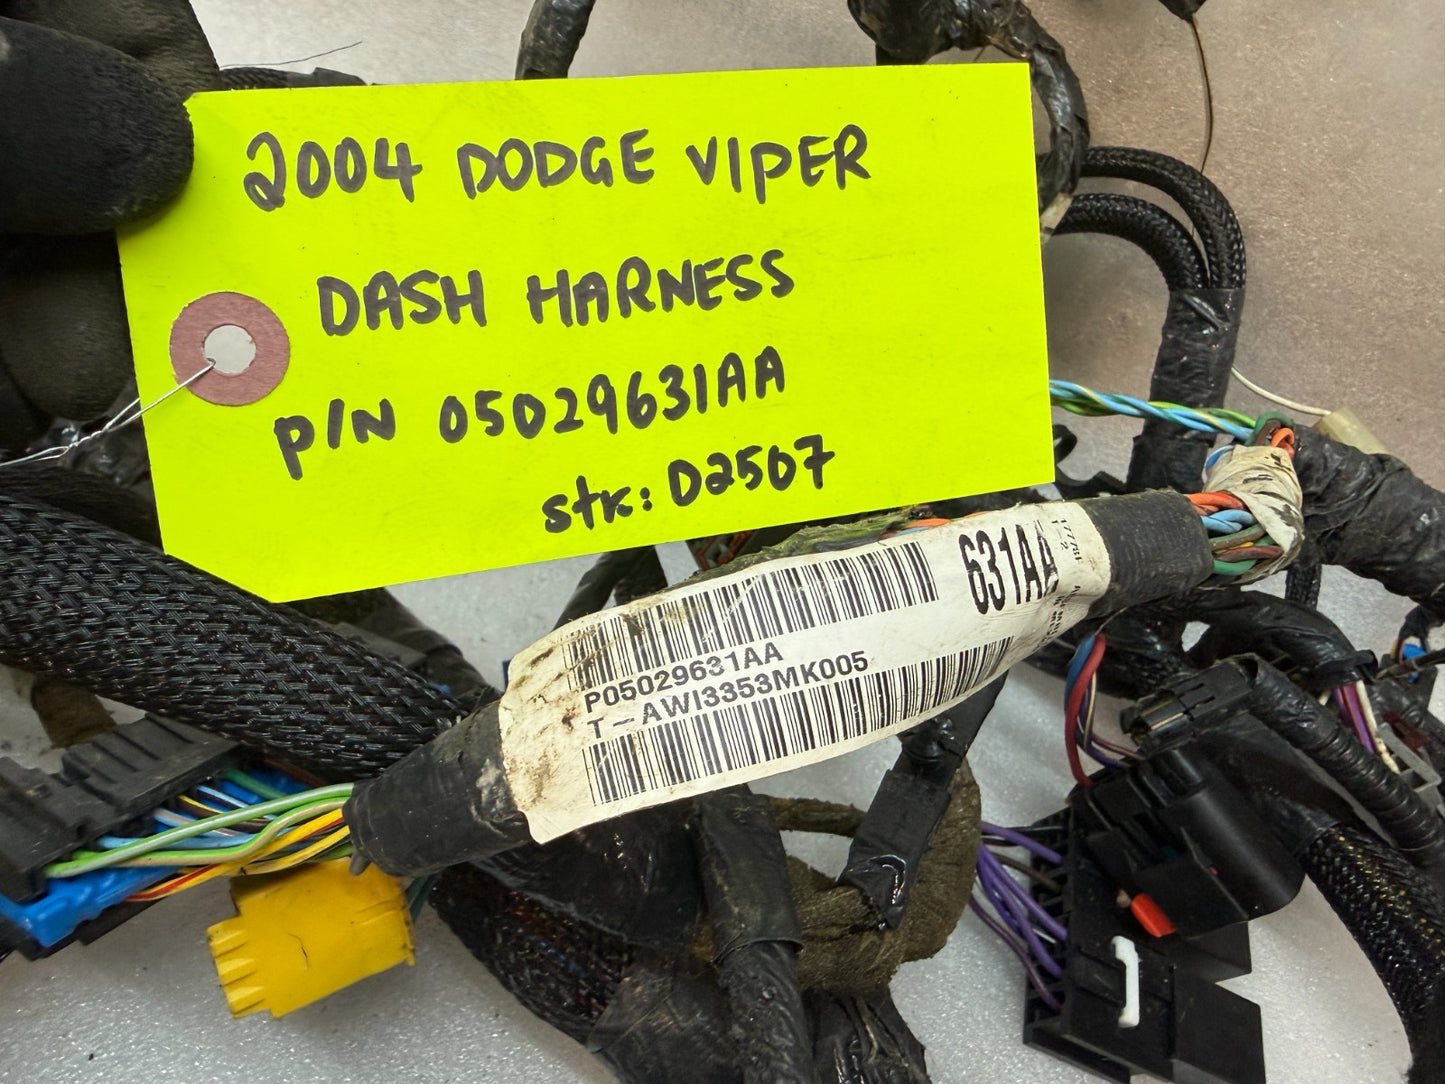 2004 DODGE VIPER
DASH HARNESS
P/N 05029631AA
stk: D2507
631AA
P05029631AA
T-AWI3353MK005